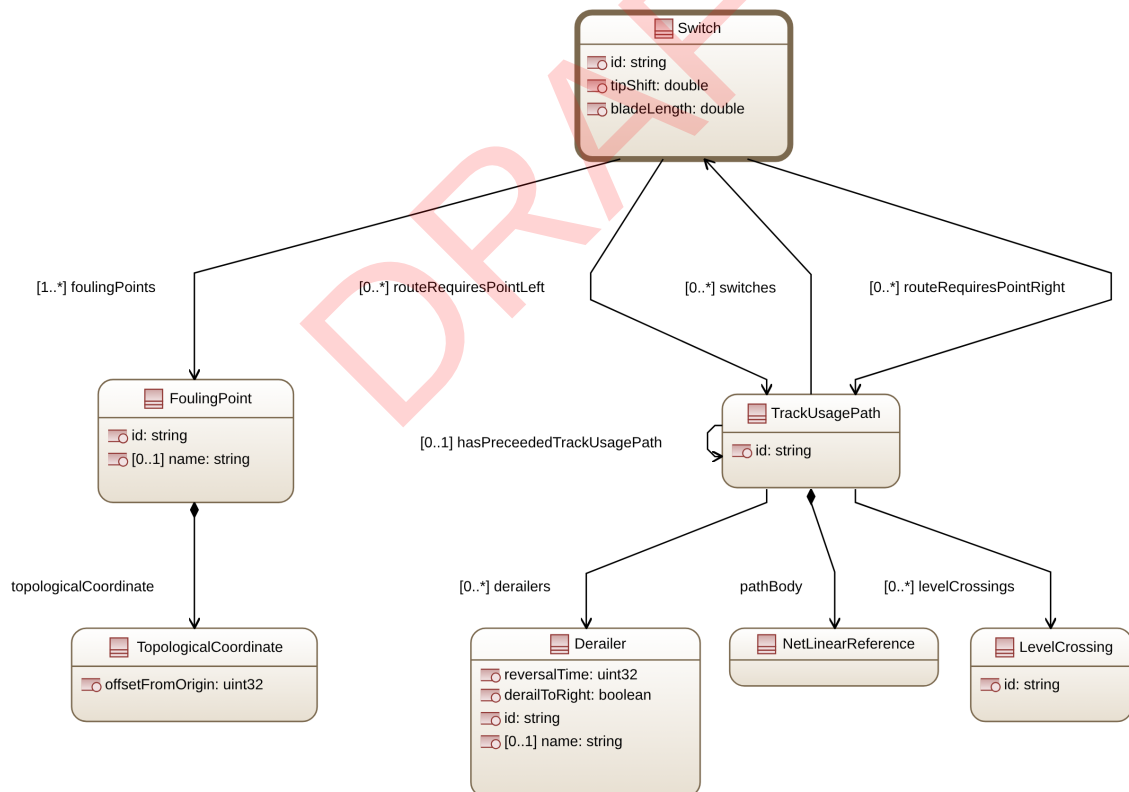 Switch
id: string
tipShift: double
bladeLength: double
DRAF
[1..*] foulingPoints
[0..*] routeRequiresPointLeft
[0..*] switches
[0..*] routeRequiresPointRight
FoulingPoint
id: string
[0..1] name: string
TrackUsagePath
id: string
[0..1] hasPreceededTrackUsagePath
topologicalCoordinate
[0..*] derailers
pathBody
[0..*] levelCrossings
TopologicalCoordinate
offsetFromOrigin: uint32
Derailer
reversalTime: uint32
derailToRight: boolean
id: string
[0..1] name: string
NetLinearReference
LevelCrossing
id: string